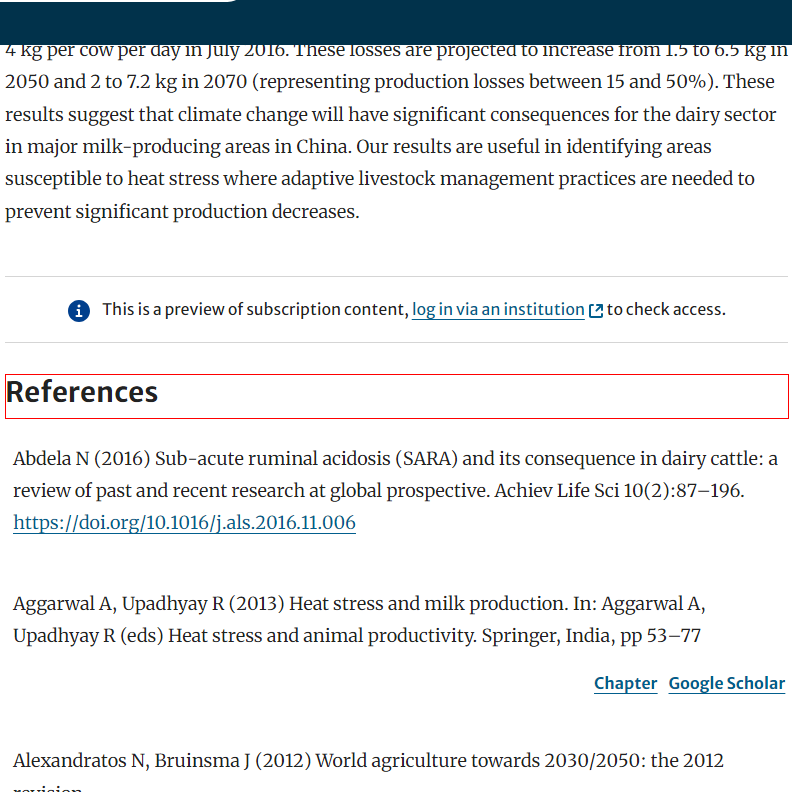 4 kg per cow per day in July 2016. These losses are projected to increase from 1.5 to 6.5 kg in
2050 and 2 to 7.2 kg in 2070 (representing production losses between 15 and 50%). These
results suggest that climate change will have significant consequences for the dairy sector
in major milk-producing areas in China. Our results are useful in identifying areas
susceptible to heat stress where adaptive livestock management practices are needed to
prevent significant production decreases.
This is a preview of subscription content, log in via an institution to check access.
References
Abdela N (2016) Sub-acute ruminal acidosis (SARA) and its consequence in dairy cattle: a
review of past and recent research at global prospective. Achiev Life Sci 10(2):87–196.
https://doi.org/10.1016/j.als.2016.11.006
Aggarwal A, Upadhyay R (2013) Heat stress and milk production. In: Aggarwal A,
Upadhyay R (eds) Heat stress and animal productivity. Springer, India, pp 53–77
Chapter Google Scholar
Alexandratos N, Bruinsma J (2012) World agriculture towards 2030/2050: the 2012
revision